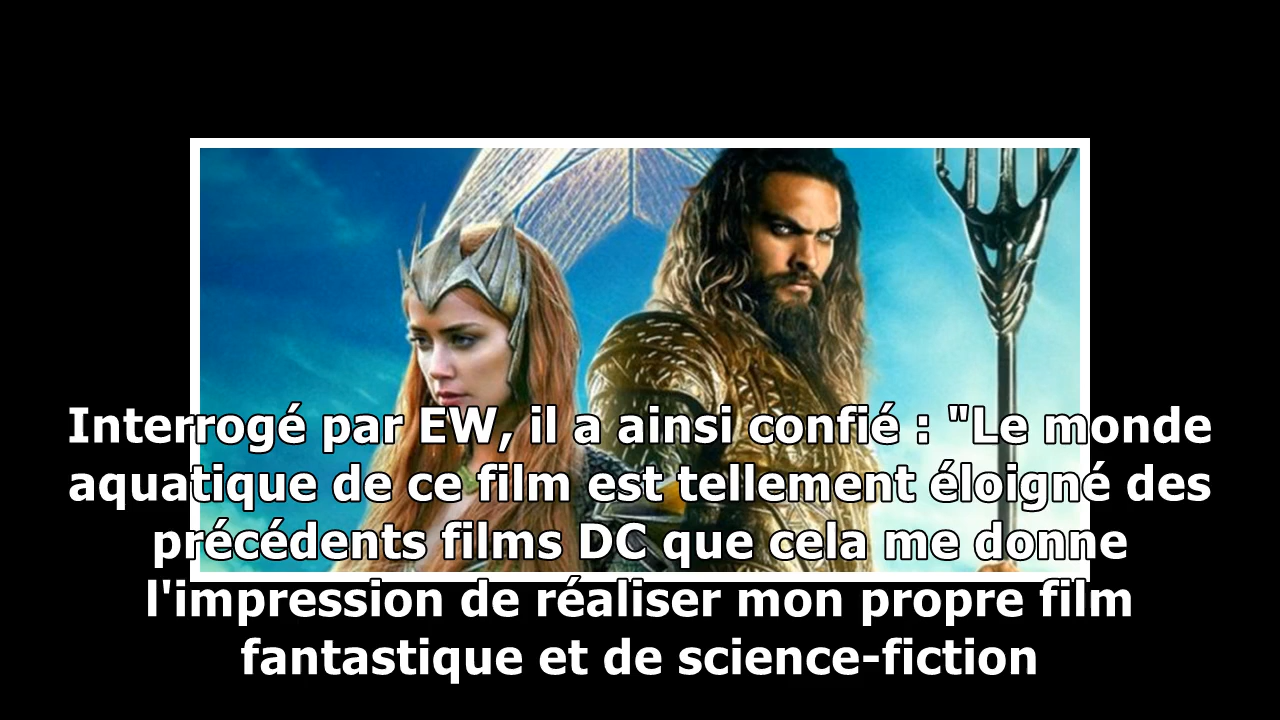 Interrogé par EW, il a ainsi confié : "Le monde
aquatique de ce film est tellement éloigné des
précédents films DC que cela me donne
l'impression de réaliser mon propre film
fantastique et de science-fiction